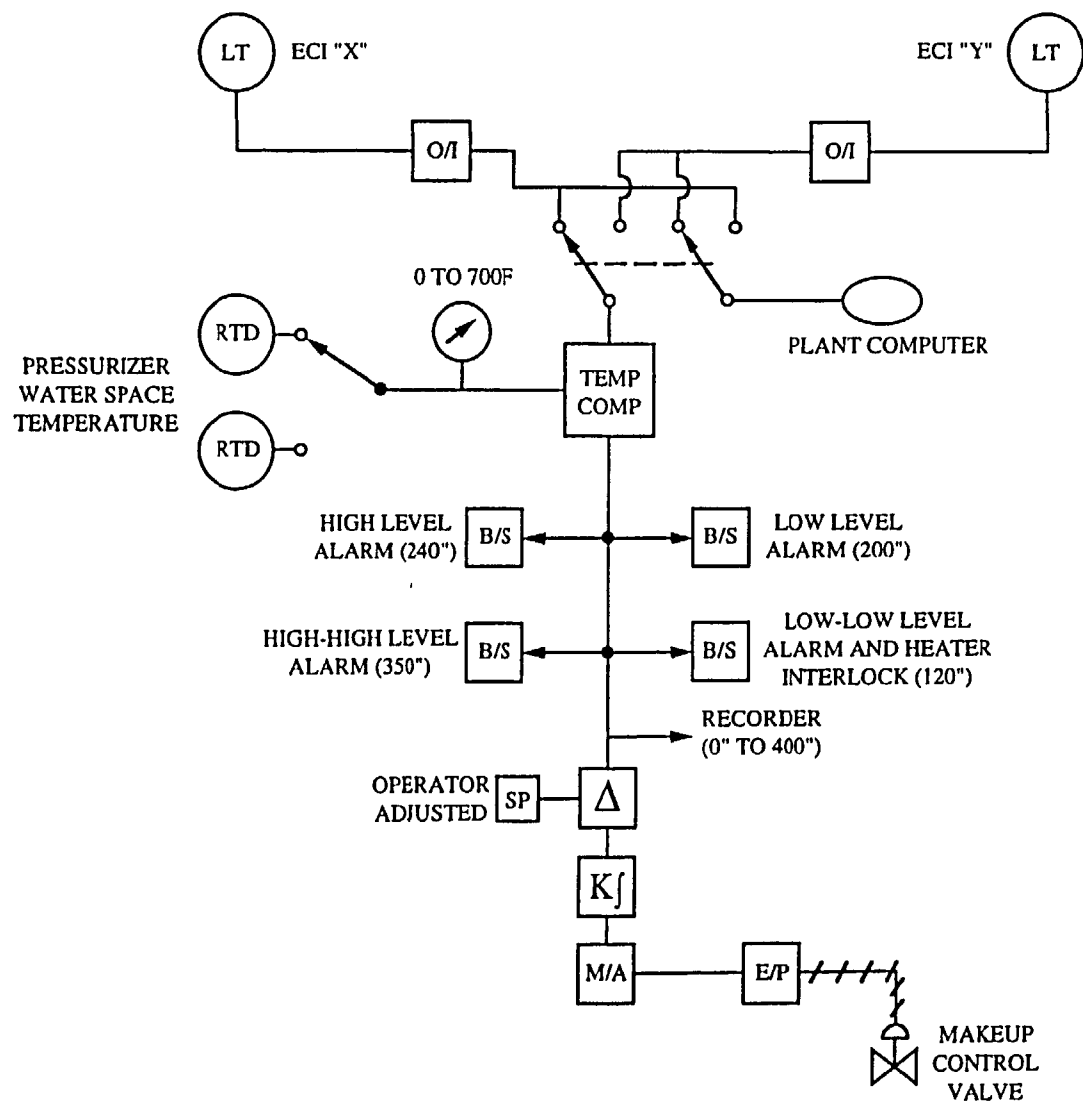 LT
ECI "X"
ECI "Y"
LT
O/I
O/I
0 TO 700F
RTD
PRESSURIZER
WATER SPACE
TEMPERATURE
RTD
TEMP
COMP
PLANT COMPUTER
HIGH LEVEL
ALARM (240")
B/S
B/S
LOW LEVEL
ALARM (200")
HIGH-HIGH LEVEL
ALARM (350")
B/S
B/S
LOW-LOW LEVEL
ALARM AND HEATER
INTERLOCK (120")
RECORDER
(0" TO 400")
OPERATOR
ADJUSTED
SP
Δ
K∫
M/A
E/P
MAKEUP
CONTROL
VALVE